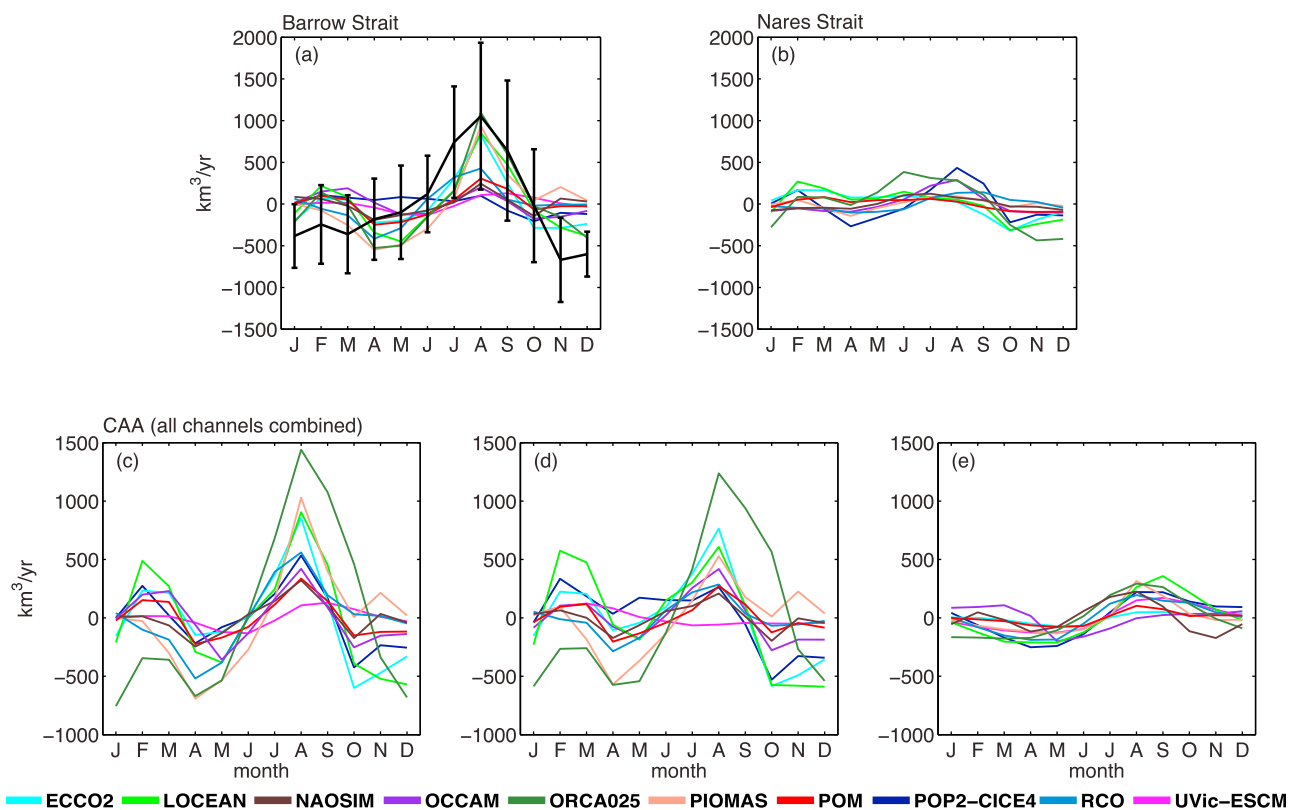 Barrow Strait
Nares Strait
(a)
(b)
2000
1500
1000
500
0
−500
−1000
−1500
km³/yr
J F M A M J J A S O N D
2000
1500
1000
500
0
−500
−1000
−1500
J F M A M J J A S O N D
CAA (all channels combined)
(c)
(d)
(e)
1500
1000
500
0
−500
−1000
km³/yr
J F M A M J J A S O N D
month
1500
1000
500
0
−500
−1000
J F M A M J J A S O N D
month
1500
1000
500
0
−500
−1000
J F M A M J J A S O N D
month
ECCO2 LOCEAN NAOSIM OCCAM ORCA025 PIOMAS POM POP2−CICE4 RCO UVic−ESCM